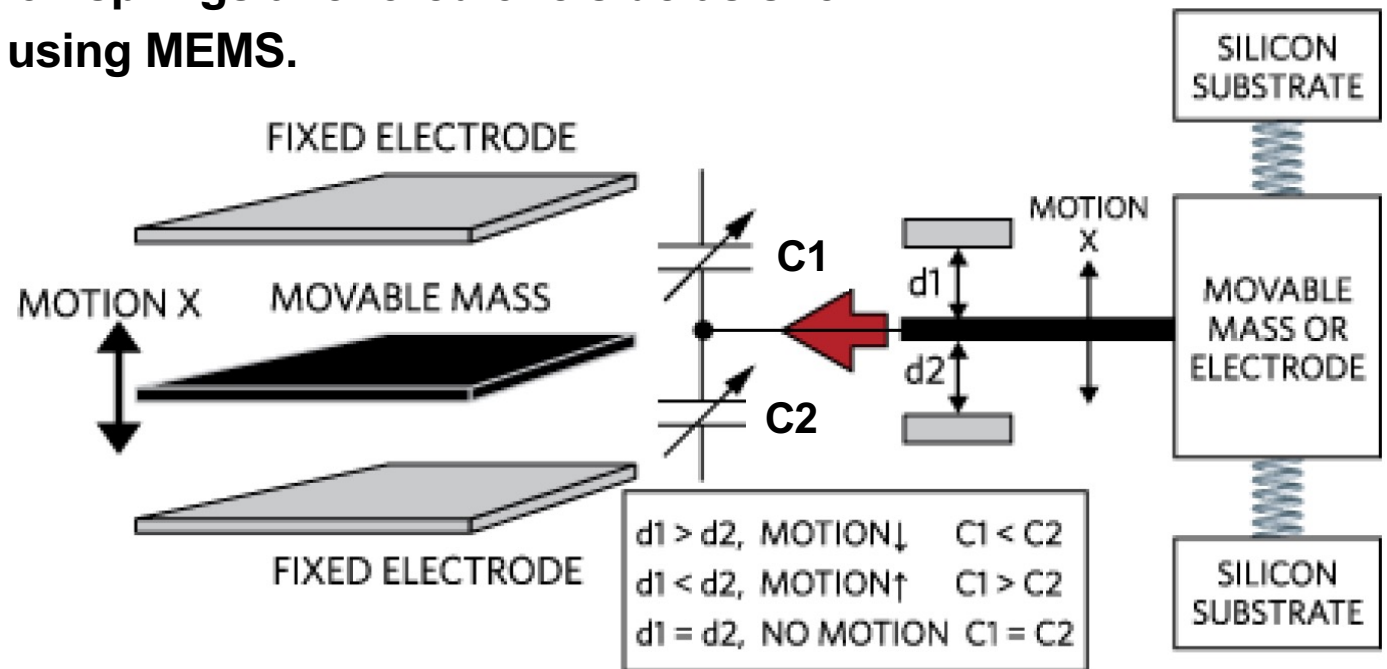 using MEMS.
FIXED ELECTRODE
MOTION X
MOVABLE MASS
FIXED ELECTRODE
C1
C2
d1
d2
MOTION
X
SILICON
SUBSTRATE
MOVABLE
MASS OR
ELECTRODE
SILICON
SUBSTRATE
d1 > d2, MOTION↓ C1 < C2
d1 < d2, MOTION↑ C1 > C2
d1 = d2, NO MOTION C1 = C2